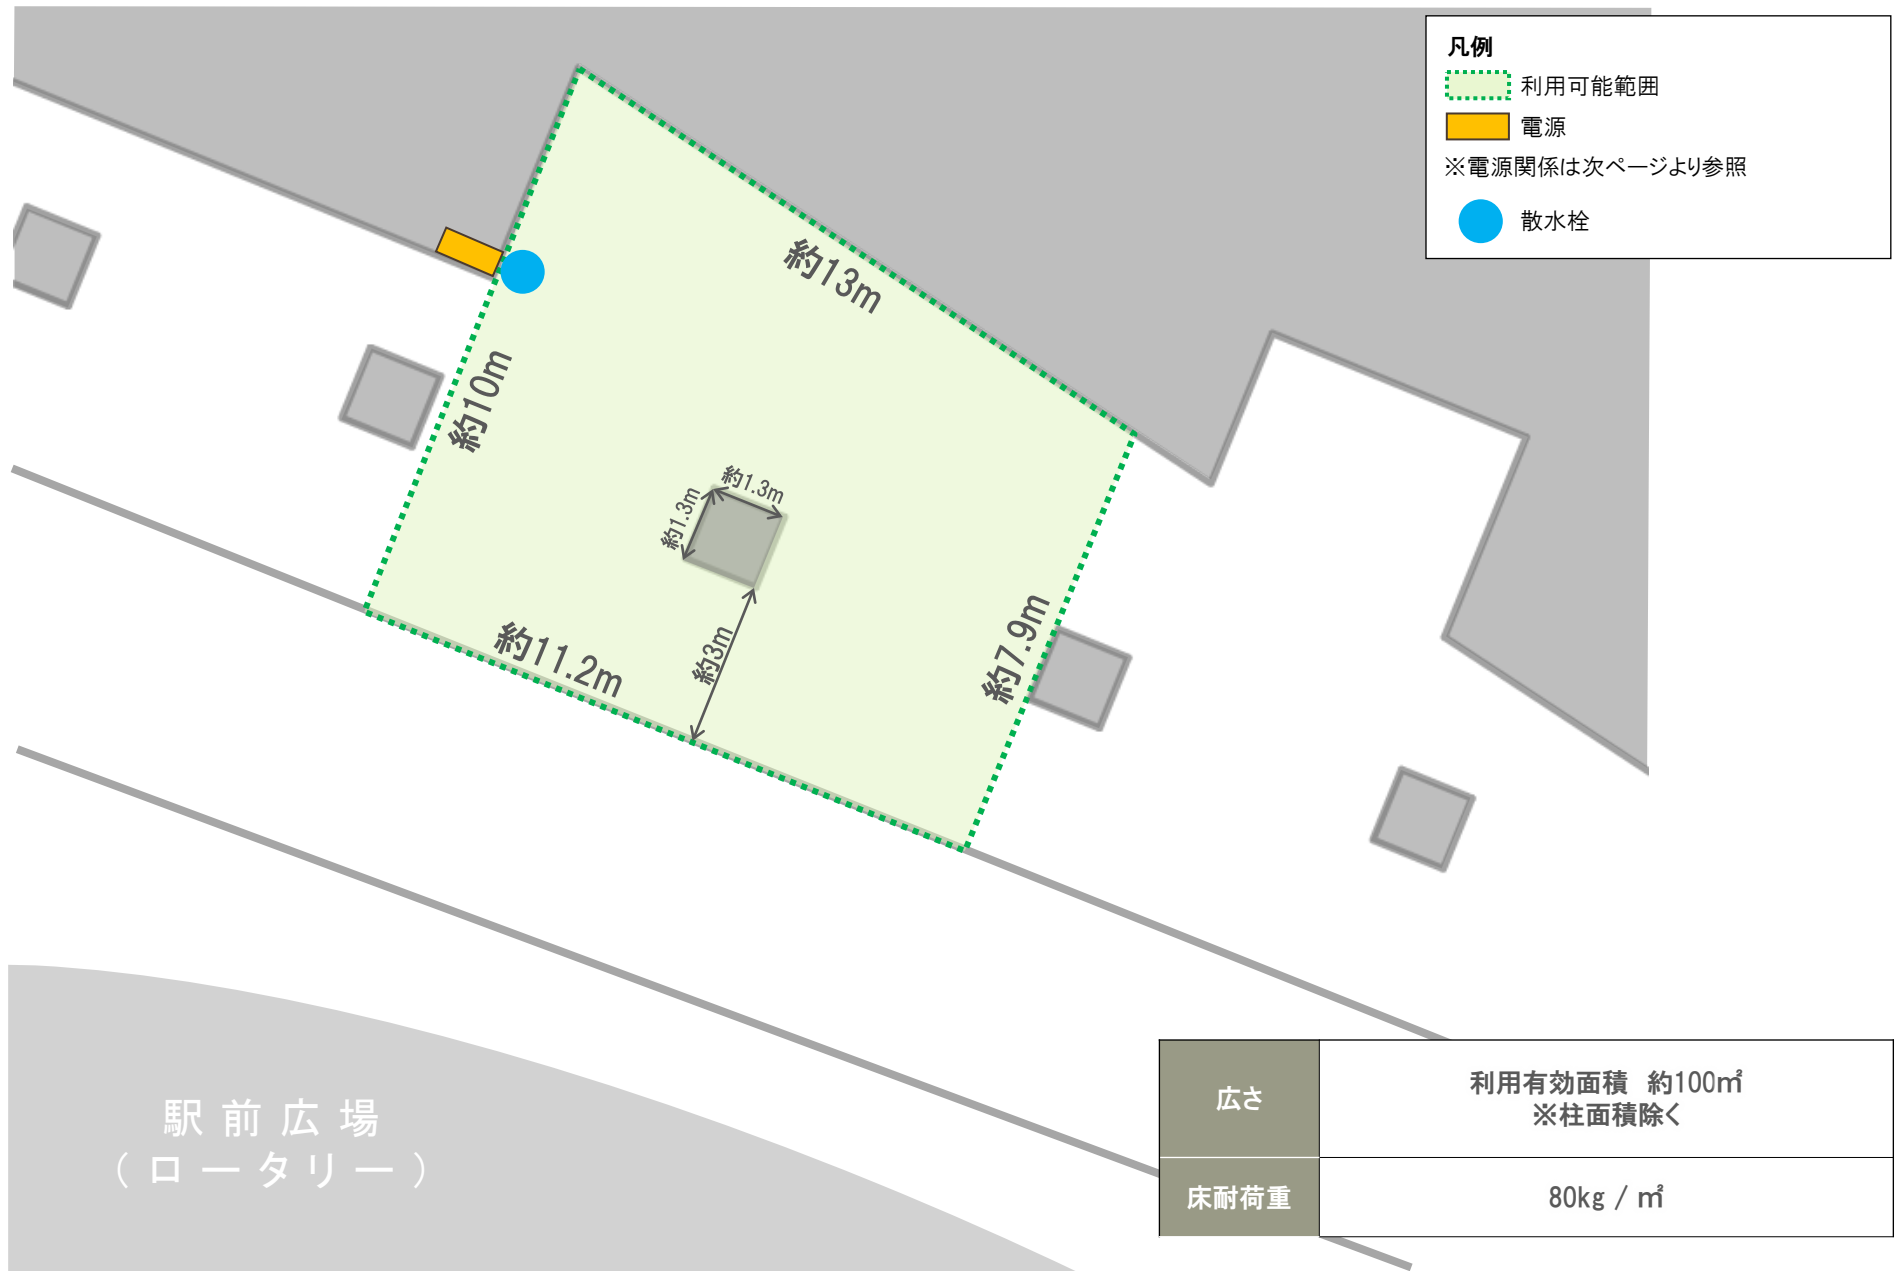 凡例
利用可能範囲
電源
※電源関係は次ページより参照
散水栓
約13m
約10m
約1.3m
約1.3m
約7.9m
約3m
約11.2m
駅前広場
（ロータリー）
広さ
利用有効面積 約100㎡
※柱面積除く
床耐荷重
80kg / ㎡